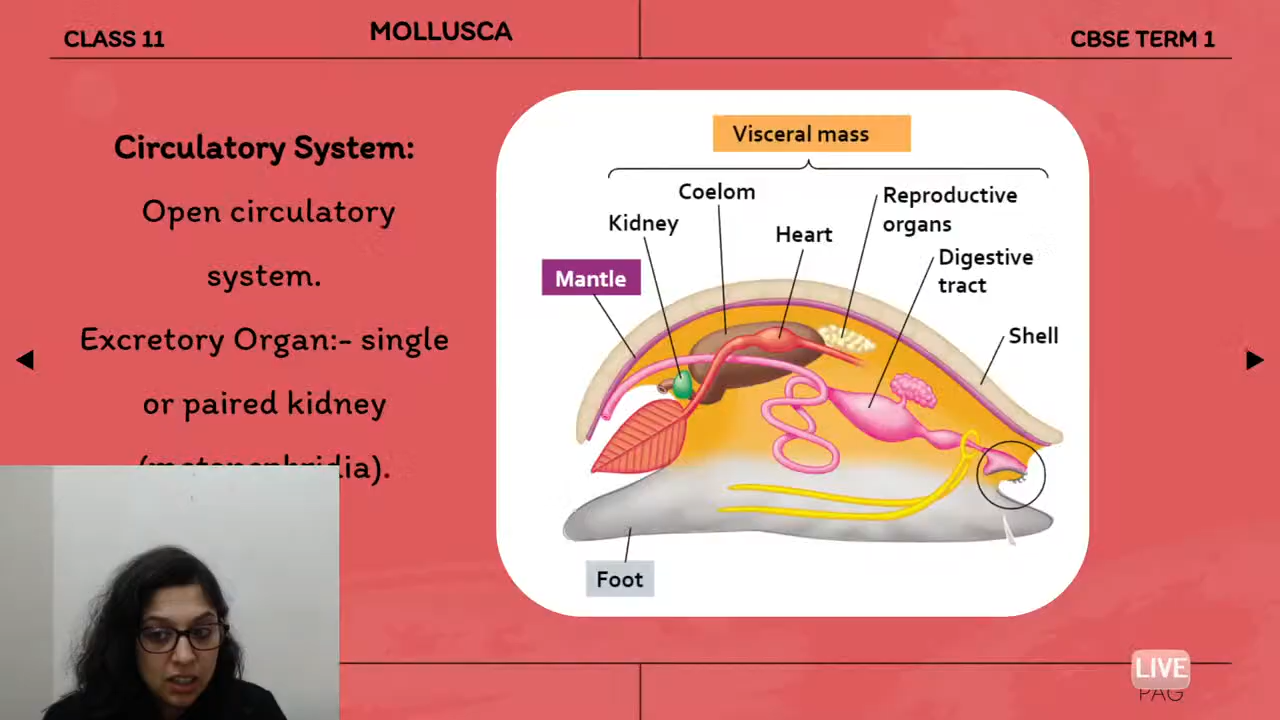 CLASS 11
MOLLUSCA
CBSE TERM 1
Circulatory System:
Open circulatory
system.
Excretory Organ:- single
or paired kidney
Visceral mass
Coelom
Reproductive
organs
Kidney
Heart
Digestive
tract
Mantle
Shell
Foot
LIVE
PAG